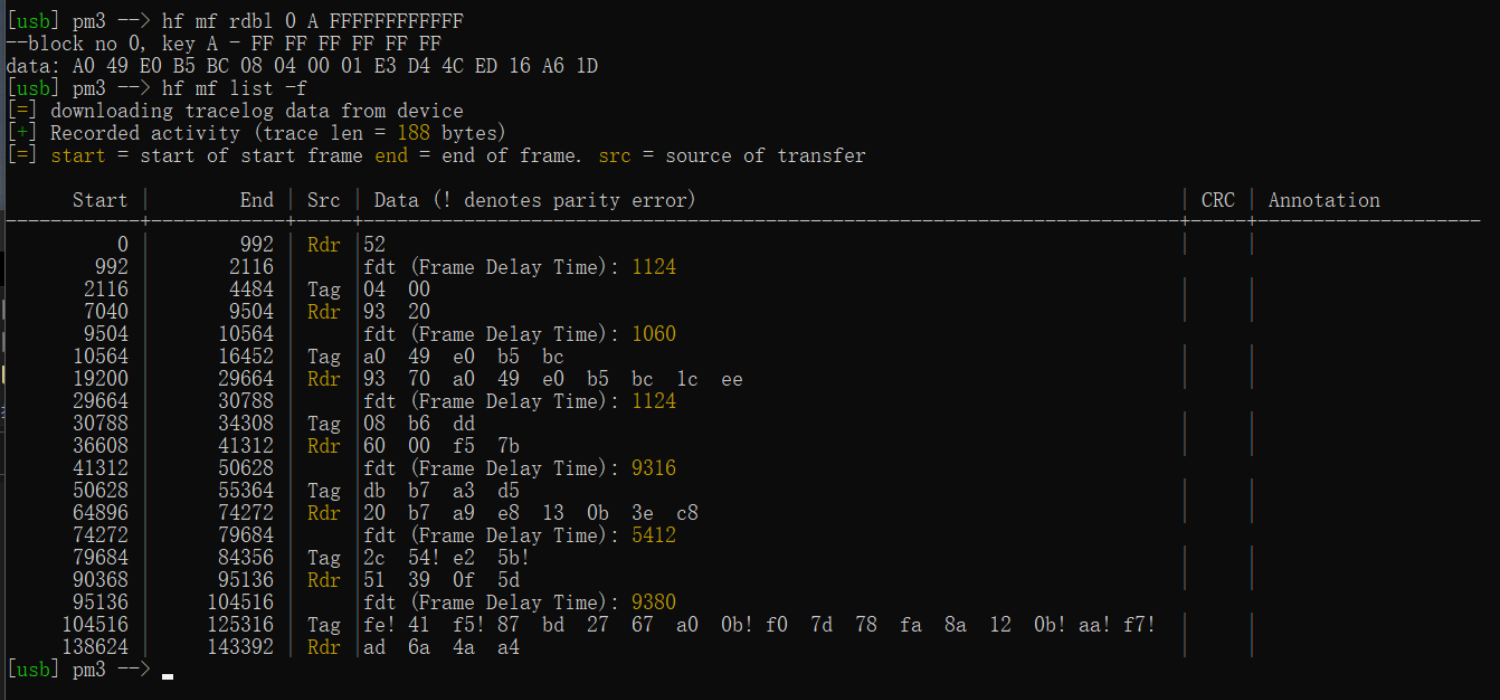 [usb] pm3 --> hf mf rdbl 0 A FFFFFFFFFFFF
--block no 0, key A - FF FF FF FF FF FF
data: A0 49 E0 B5 BC 08 04 00 01 E3 D4 4C ED 16 A6 1D
[usb] pm3 --> hf mf list -f
[=] downloading tracelog data from device
[+] Recorded activity (trace len = 188 bytes)
[=] start = start of start frame end = end of frame. src = source of transfer
Start | End | Src | Data (! denotes parity error) | CRC | Annotation
0 | 992 | Rdr |52 | |
992 | 2116 | |fdt (Frame Delay Time): 1124
2116 | 4484 | Tag |04 00 | |
7040 | 9504 | Rdr |93 20 | |
9504 | 10564 | |fdt (Frame Delay Time): 1060
10564 | 16452 | Tag |a0 49 e0 b5 bc | |
19200 | 29664 | Rdr |93 70 a0 49 e0 b5 bc 1c ee | |
29664 | 30788 | |fdt (Frame Delay Time): 1124
30788 | 34308 | Tag |08 b6 dd | |
36608 | 41312 | Rdr |60 00 f5 7b | |
41312 | 50628 | |fdt (Frame Delay Time): 9316
50628 | 55364 | Tag |db b7 a3 d5 | |
64896 | 74272 | Rdr |20 b7 a9 e8 13 0b 3e c8 | |
74272 | 79684 | |fdt (Frame Delay Time): 5412
79684 | 84356 | Tag |2c 54! e2 5b! | |
90368 | 95136 | Rdr |51 39 0f 5d | |
95136 | 104516 | |fdt (Frame Delay Time): 9380
104516 | 125316 | Tag |fe! 41 f5! 87 bd 27 67 a0 0b! f0 7d 78 fa 8a 12 0b! aa! f7! | |
138624 | 143392 | Rdr |ad 6a 4a a4 | |
[usb] pm3 -->